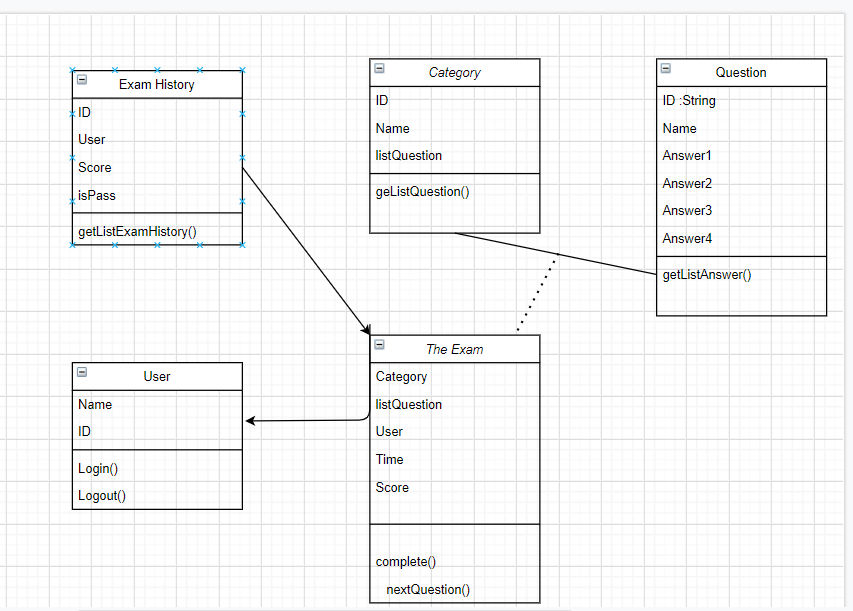 Exam History
ID
User
Score
isPass
getListExamHistory()
Category
ID
Name
listQuestion
geListQuestion()
Question
ID :String
Name
Answer1
Answer2
Answer3
Answer4
getListAnswer()
User
Name
ID
Login()
Logout()
The Exam
Category
listQuestion
User
Time
Score
complete()
nextQuestion()